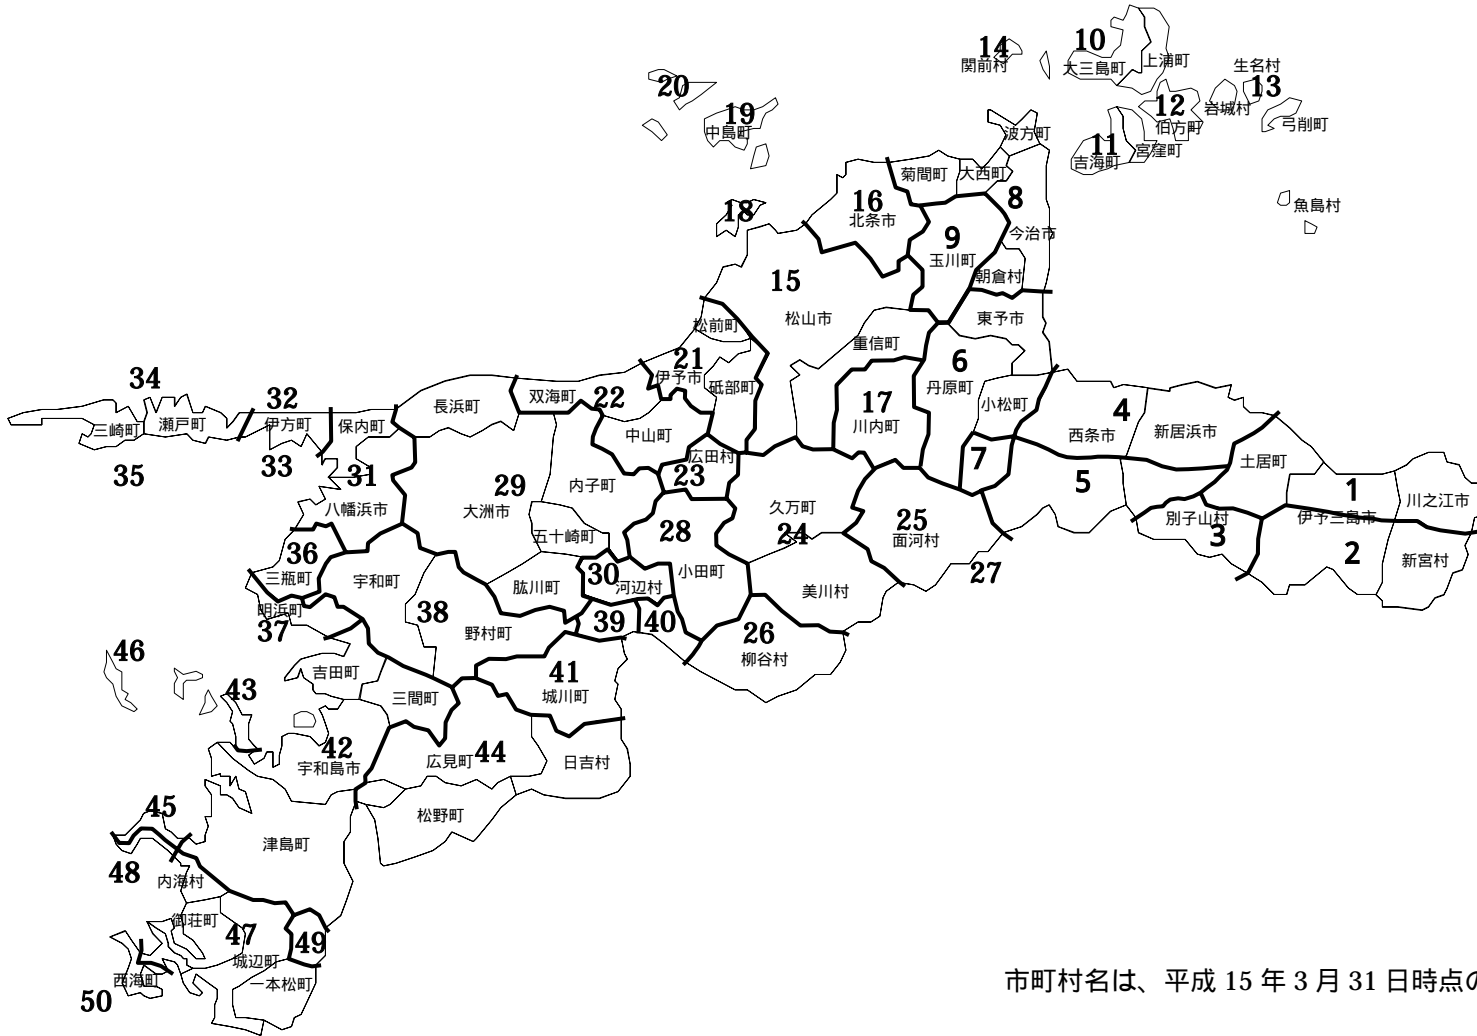 10
14
関前村
大三島町
上浦町
生名村
13
20
19
中島町
12
岩城村
伯方町
弓削町
波方町
11
吉海町
宮窪町
菊間町
大西町
16
北条市
8
18
魚島村
9
今治市
玉川町
15
朝倉村
松山市
東予市
松前町
重信町
21
伊予市
6
丹原町
34
砥部町
32
双海町
22
長浜町
17
小松町
4
三崎町
瀬戸町
伊方町
保内町
川内町
西条市
新居浜市
中山町
広田村
7
土居町
35
33
31
23
5
29
内子町
1
八幡浜市
大洲市
久万町
川之江市
25
別子山村
伊予三島市
28
24
面河村
3
2
五十崎町
36
新宮村
三瓶町
宇和町
30
小田町
27
肱川町
河辺村
美川村
明浜町
38
39
40
37
野村町
26
46
柳谷村
吉田町
41
43
三間町
城川町
42
44
宇和島市
広見町
日吉村
45
松野町
津島町
48
内海村
御荘町
47
49
城辺町
西海町
一本松町
50
市町村名は、平成 15 年 3 月 31 日時点の